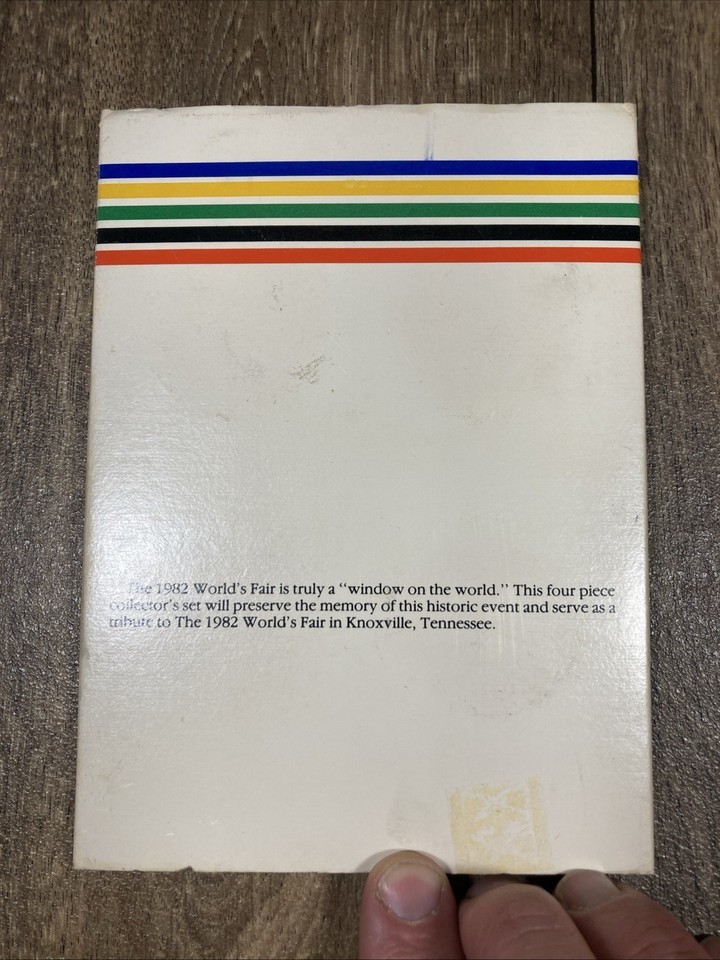 The 1982 World's Fair is truly a "window on the world." This four piece
collector's set will preserve the memory of this historic event and serve as a
tribute to The 1982 World's Fair in Knoxville, Tennessee.